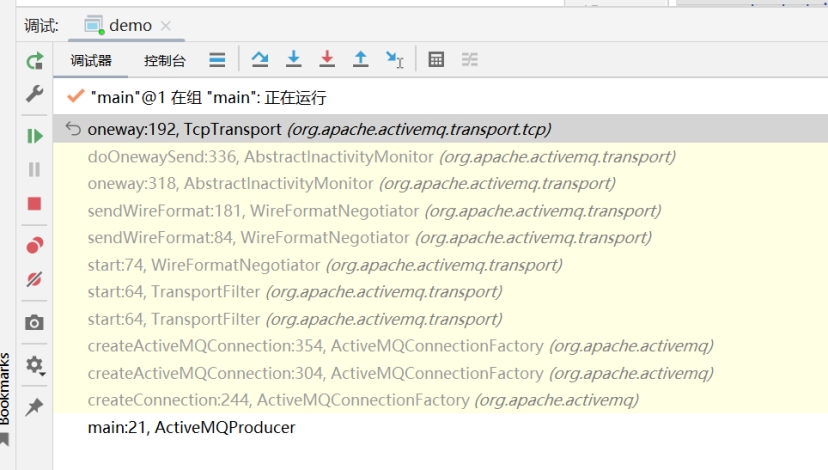 调试: demo
调试器 控制台
"main"@1 在组 "main": 正在运行
oneway:192, TcpTransport (org.apache.activemq.transport.tcp)
doOnewaySend:336, AbstractInactivityMonitor (org.apache.activemq.transport)
oneway:318, AbstractInactivityMonitor (org.apache.activemq.transport)
sendWireFormat:181, WireFormatNegotiator (org.apache.activemq.transport)
sendWireFormat:84, WireFormatNegotiator (org.apache.activemq.transport)
start:74, WireFormatNegotiator (org.apache.activemq.transport)
start:64, TransportFilter (org.apache.activemq.transport)
start:64, TransportFilter (org.apache.activemq.transport)
createActiveMQConnection:354, ActiveMQConnectionFactory (org.apache.activemq)
createActiveMQConnection:304, ActiveMQConnectionFactory (org.apache.activemq)
createConnection:244, ActiveMQConnectionFactory (org.apache.activemq)
main:21, ActiveMQProducer
Bookmarks